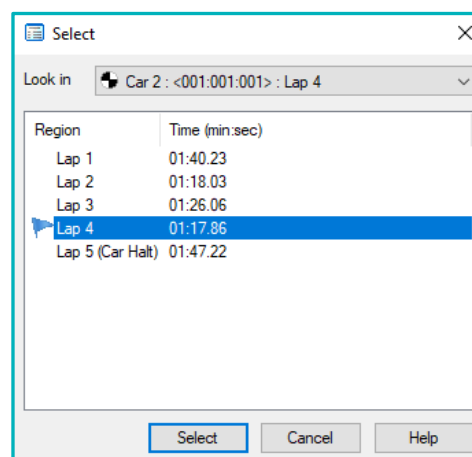 Select
Look in Car 2 : <001:001:001> : Lap 4
Region Time (min:sec)
Lap 1 01:40.23
Lap 2 01:18.03
Lap 3 01:26.06
Lap 4 01:17.86
Lap 5 (Car Halt) 01:47.22
Select Cancel Help